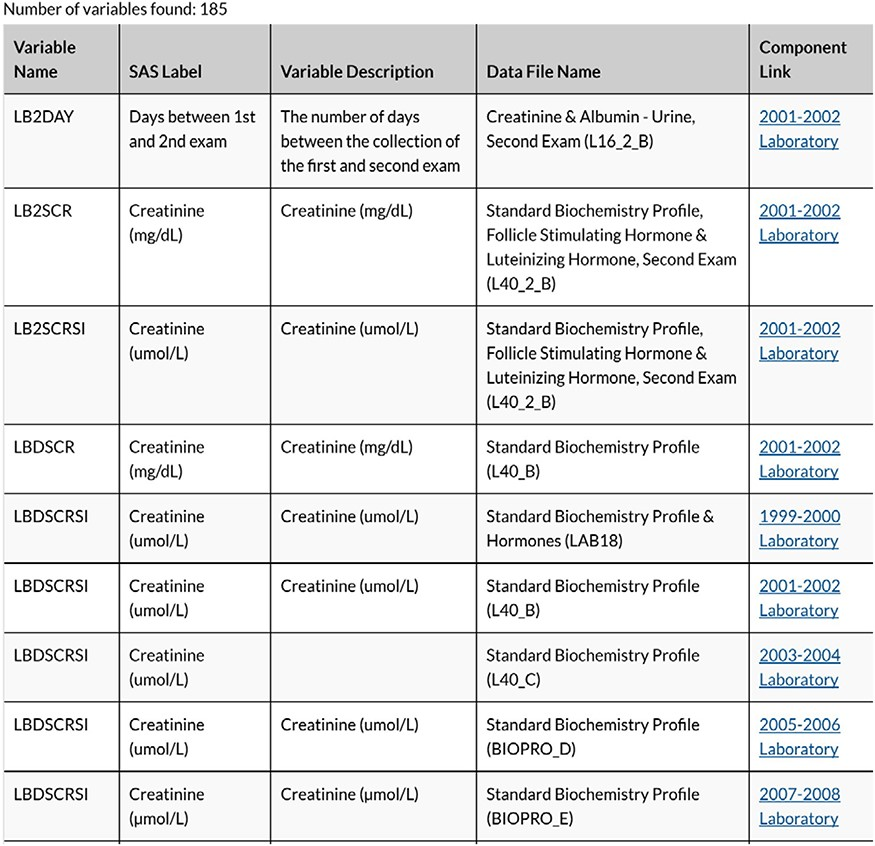 Number of variables found: 185
Variable Name SAS Label Variable Description Data File Name Component Link
LB2DAY Days between 1st and 2nd exam The number of days between the collection of the first and second exam Creatinine & Albumin - Urine, Second Exam (L16_2_B) 2001-2002 Laboratory
LB2SCR Creatinine (mg/dL) Creatinine (mg/dL) Standard Biochemistry Profile, Follicle Stimulating Hormone & Luteinizing Hormone, Second Exam (L40_2_B) 2001-2002 Laboratory
LB2SCRSI Creatinine (umol/L) Creatinine (umol/L) Standard Biochemistry Profile, Follicle Stimulating Hormone & Luteinizing Hormone, Second Exam (L40_2_B) 2001-2002 Laboratory
LBDSCR Creatinine (mg/dL) Creatinine (mg/dL) Standard Biochemistry Profile (L40_B) 2001-2002 Laboratory
LBDSCRSI Creatinine (umol/L) Creatinine (umol/L) Standard Biochemistry Profile & Hormones (LAB18) 1999-2000 Laboratory
LBDSCRSI Creatinine (umol/L) Creatinine (umol/L) Standard Biochemistry Profile (L40_B) 2001-2002 Laboratory
LBDSCRSI Creatinine (umol/L) Standard Biochemistry Profile (L40_C) 2003-2004 Laboratory
LBDSCRSI Creatinine (umol/L) Creatinine (umol/L) Standard Biochemistry Profile (BIOPRO_D) 2005-2006 Laboratory
LBDSCRSI Creatinine (µmol/L) Creatinine (µmol/L) Standard Biochemistry Profile (BIOPRO_E) 2007-2008 Laboratory